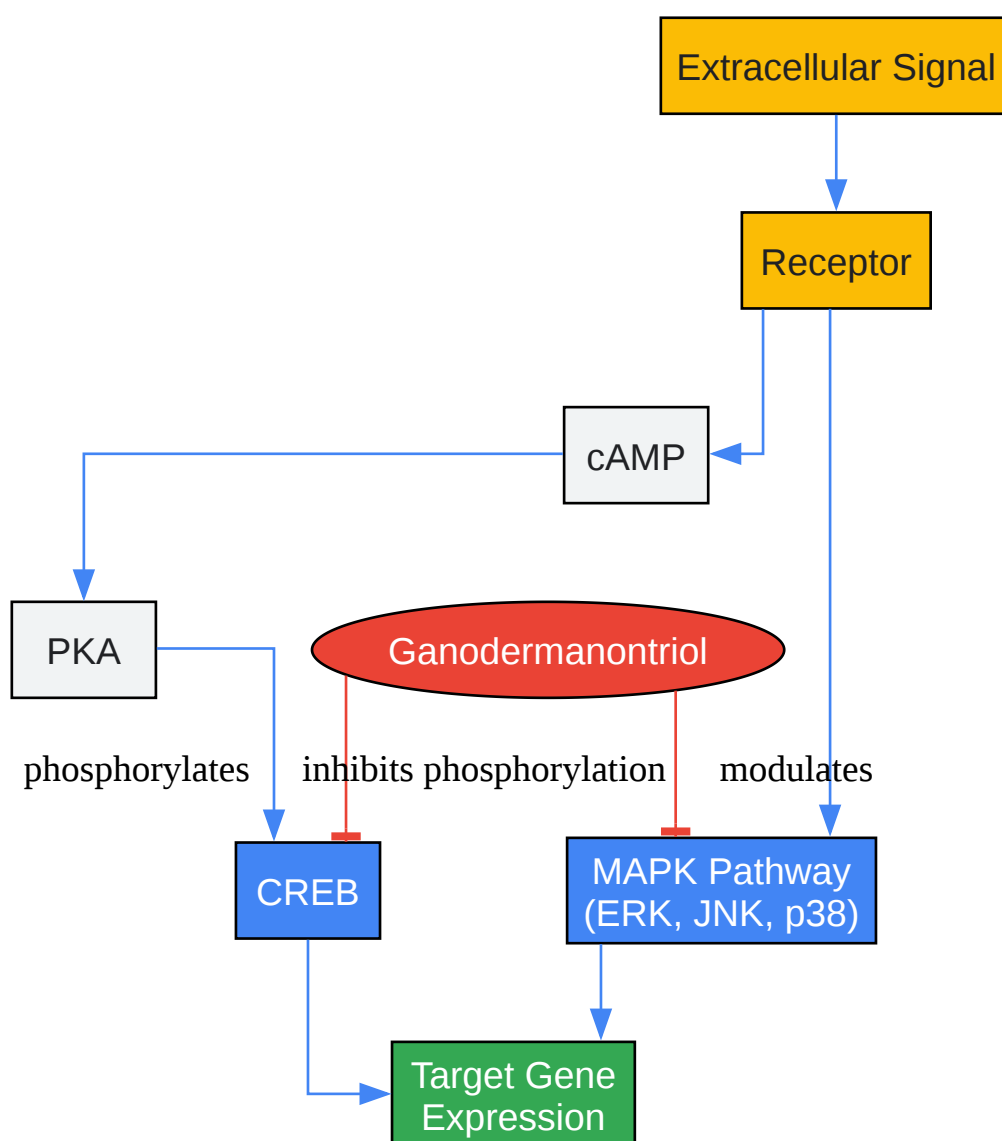 Extracellular Signal
Receptor
cAMP
PKA
Ganodermanontriol
phosphorylates
inhibits phosphorylation
modulates
CREB
MAPK Pathway
(ERK, JNK, p38)
Target Gene
Expression